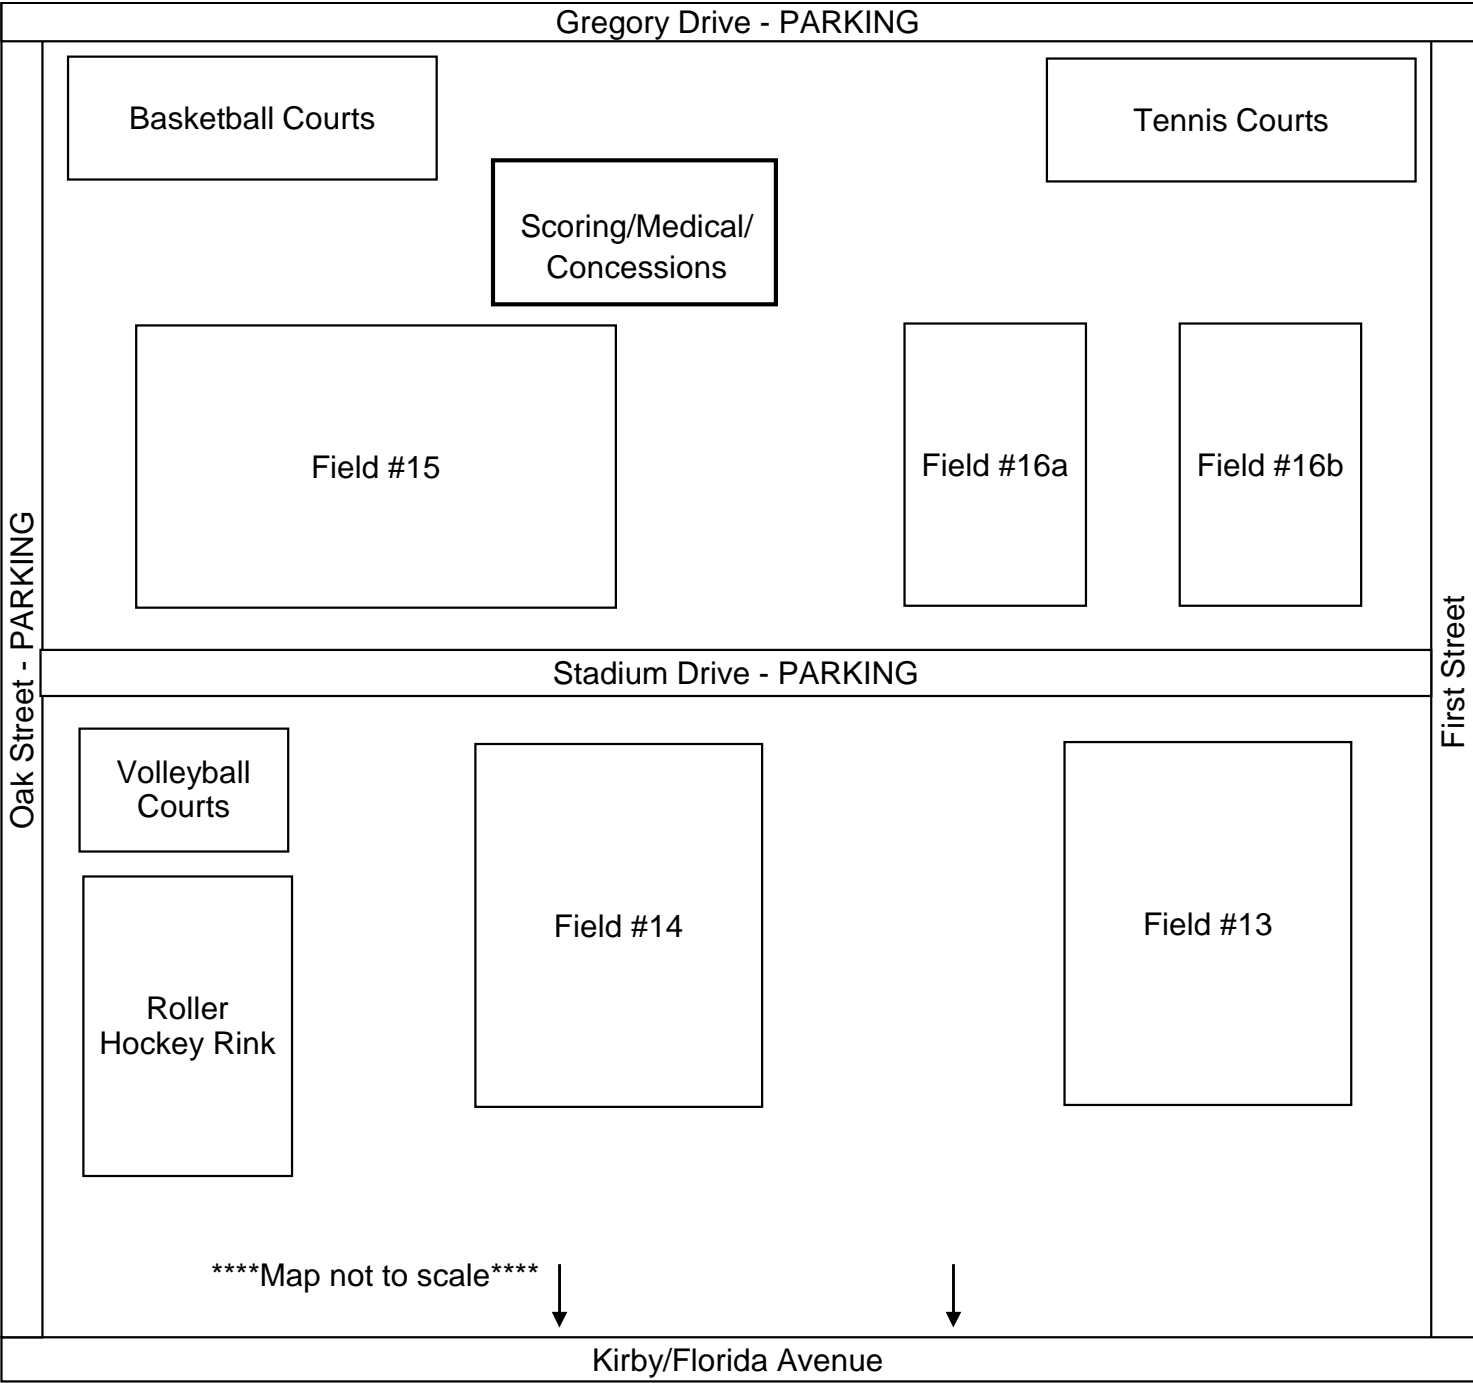 Gregory Drive - PARKING
Basketball Courts
Tennis Courts
Scoring/Medical/
Concessions
Field #15
Field #16a
Field #16b
Oak Street - PARKING
First Street
Stadium Drive - PARKING
Volleyball
Courts
Field #14
Field #13
Roller
Hockey Rink
****Map not to scale****
Kirby/Florida Avenue